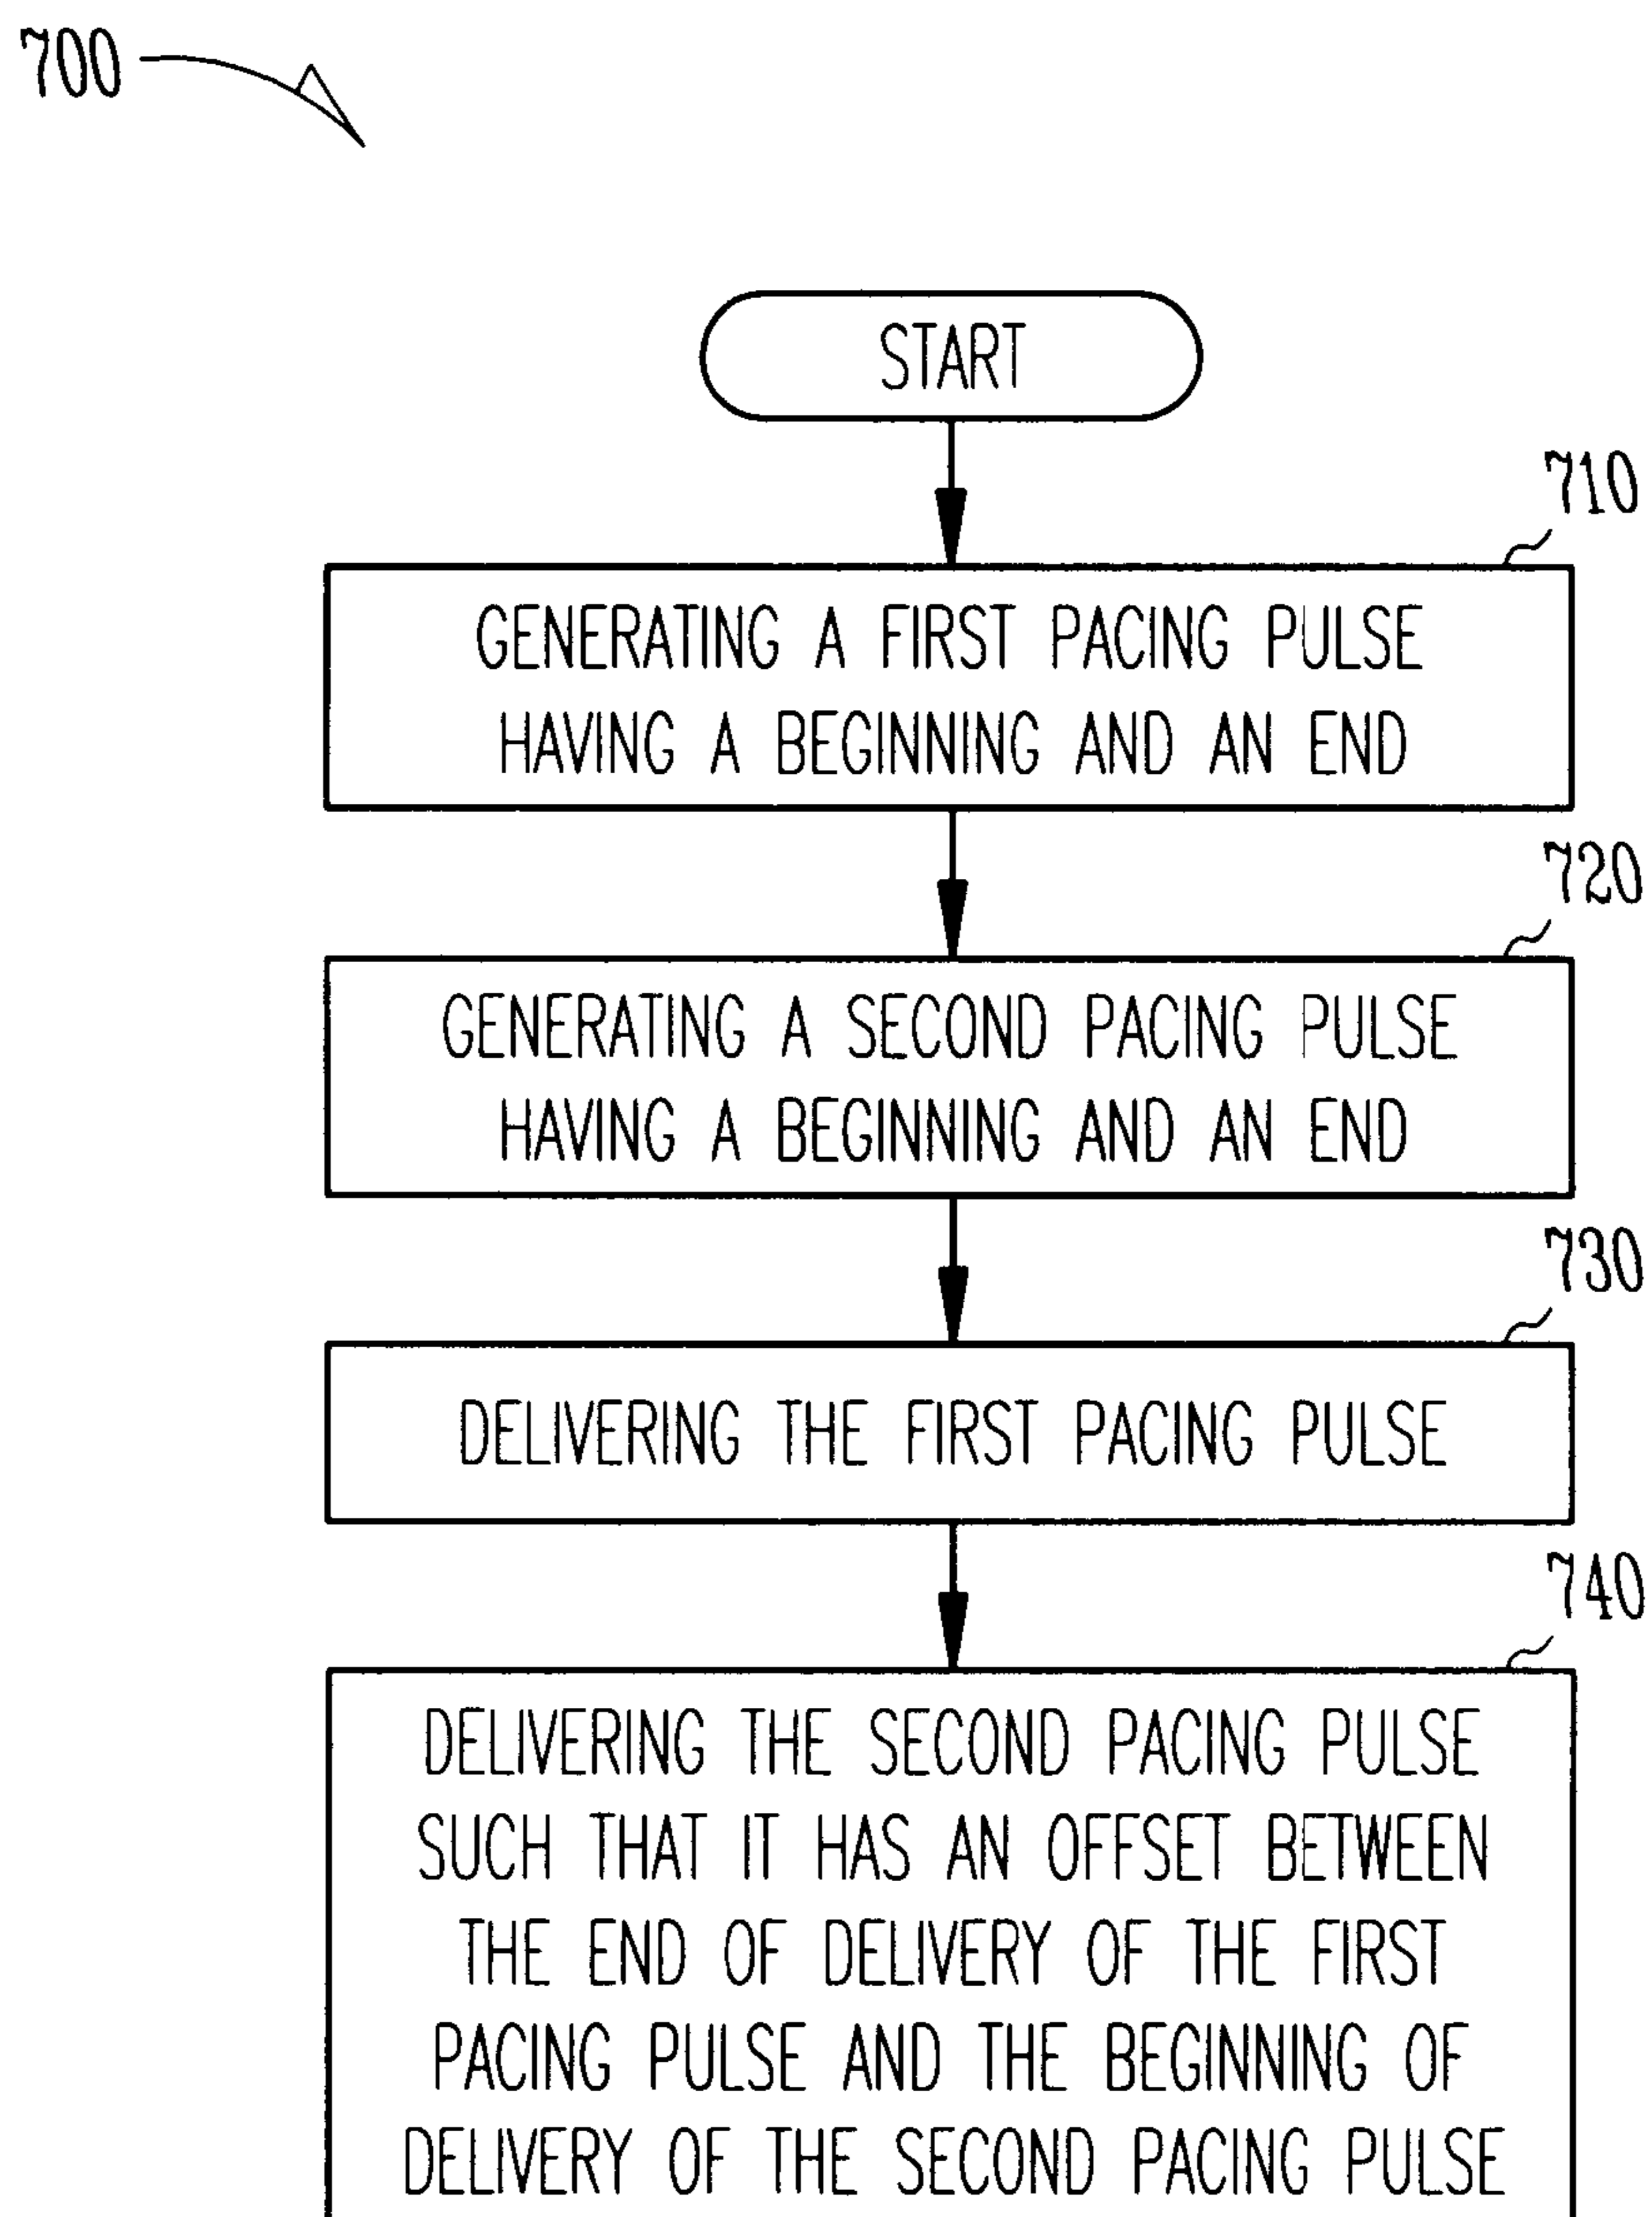 700
START
710
GENERATING A FIRST PACING PULSE
HAVING A BEGINNING AND AN END
720
GENERATING A SECOND PACING PULSE
HAVING A BEGINNING AND AN END
730
DELIVERING THE FIRST PACING PULSE
740
DELIVERING THE SECOND PACING PULSE
SUCH THAT IT HAS AN OFFSET BETWEEN
THE END OF DELIVERY OF THE FIRST
PACING PULSE AND THE BEGINNING OF
DELIVERY OF THE SECOND PACING PULSE